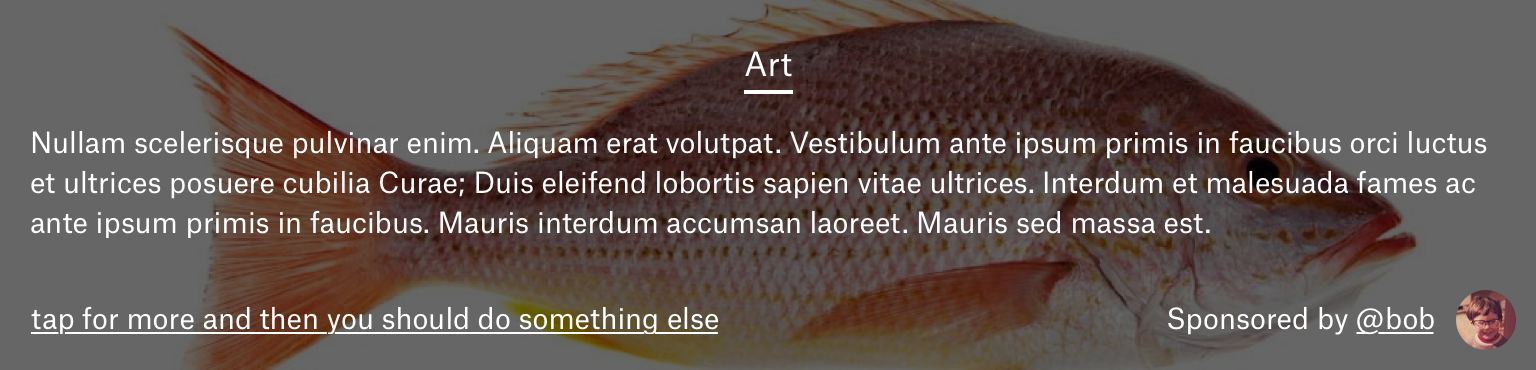 Art
Nullam scelerisque pulvinar enim. Aliquam erat volutpat. Vestibulum ante ipsum primis in faucibus orci luctus
et ultrices posuere cubilia Curae; Duis eleifend lobortis sapien vitae ultrices. Interdum et malesuada fames ac
ante ipsum primis in faucibus. Mauris interdum accumsan laoreet. Mauris sed massa est.
tap for more and then you should do something else
Sponsored by @bob